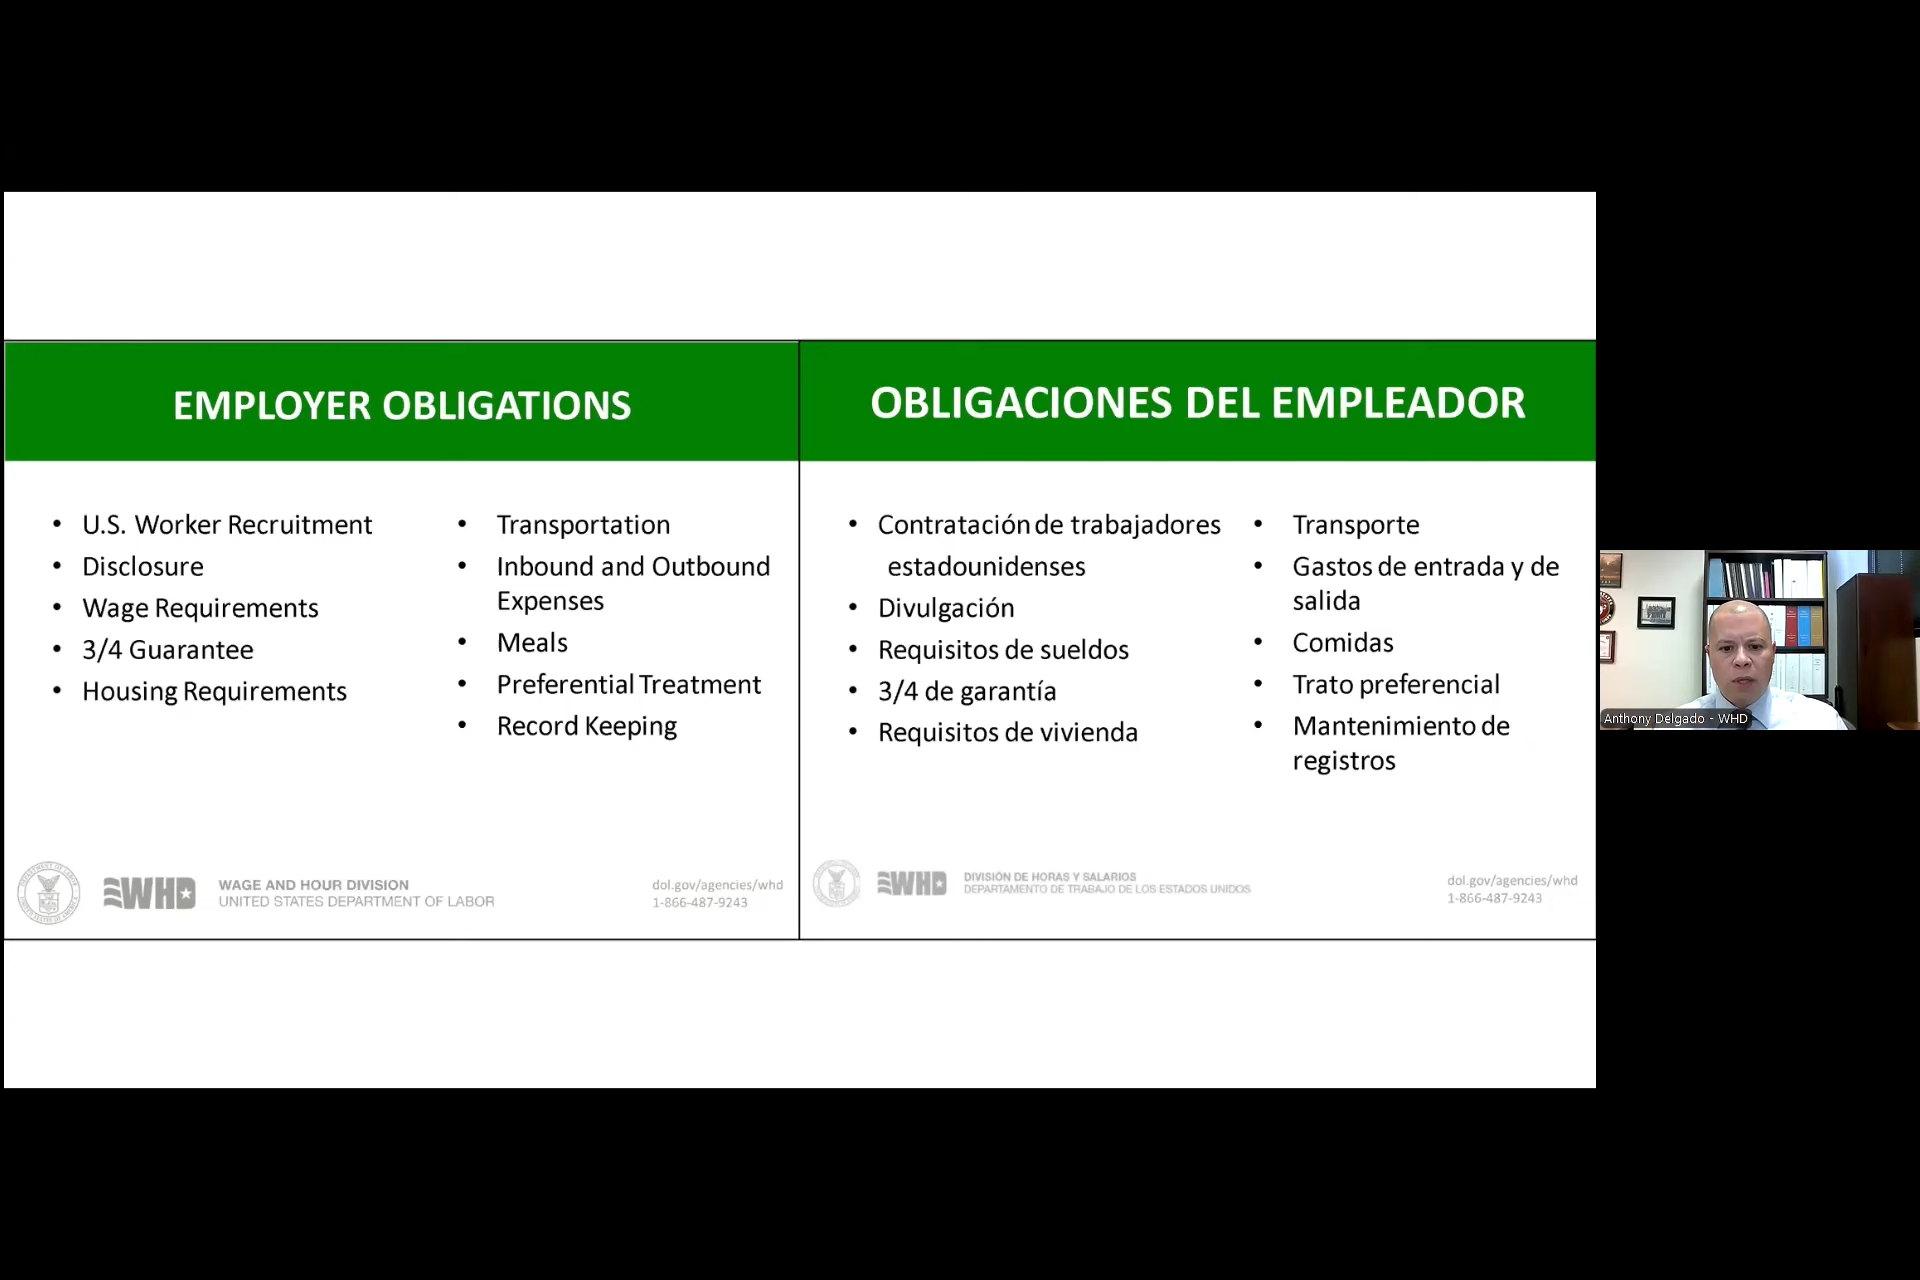 EMPLOYER OBLIGATIONS
• U.S. Worker Recruitment
• Disclosure
• Wage Requirements
• 3/4 Guarantee
• Housing Requirements
• Transportation
• Inbound and Outbound
Expenses
• Meals
• Preferential Treatment
• Record Keeping
WHD
WAGE AND HOUR DIVISION
UNITED STATES DEPARTMENT OF LABOR
dol.gov/agencies/whd
1-866-487-9243
OBLIGACIONES DEL EMPLEADOR
• Contratación de trabajadores
estadounidenses
• Divulgación
• Requisitos de sueldos
• 3/4 de garantía
• Requisitos de vivienda
• Transporte
• Gastos de entrada y de
salida
• Comidas
• Trato preferencial
• Mantenimiento de
registros
WHD
DIVISIÓN DE HORAS Y SALARIOS
DEPARTAMENTO DE TRABAJO DE LOS ESTADOS UNIDOS
dol.gov/agencies/whd
1-866-487-9243
Anthony Delgado - WHD